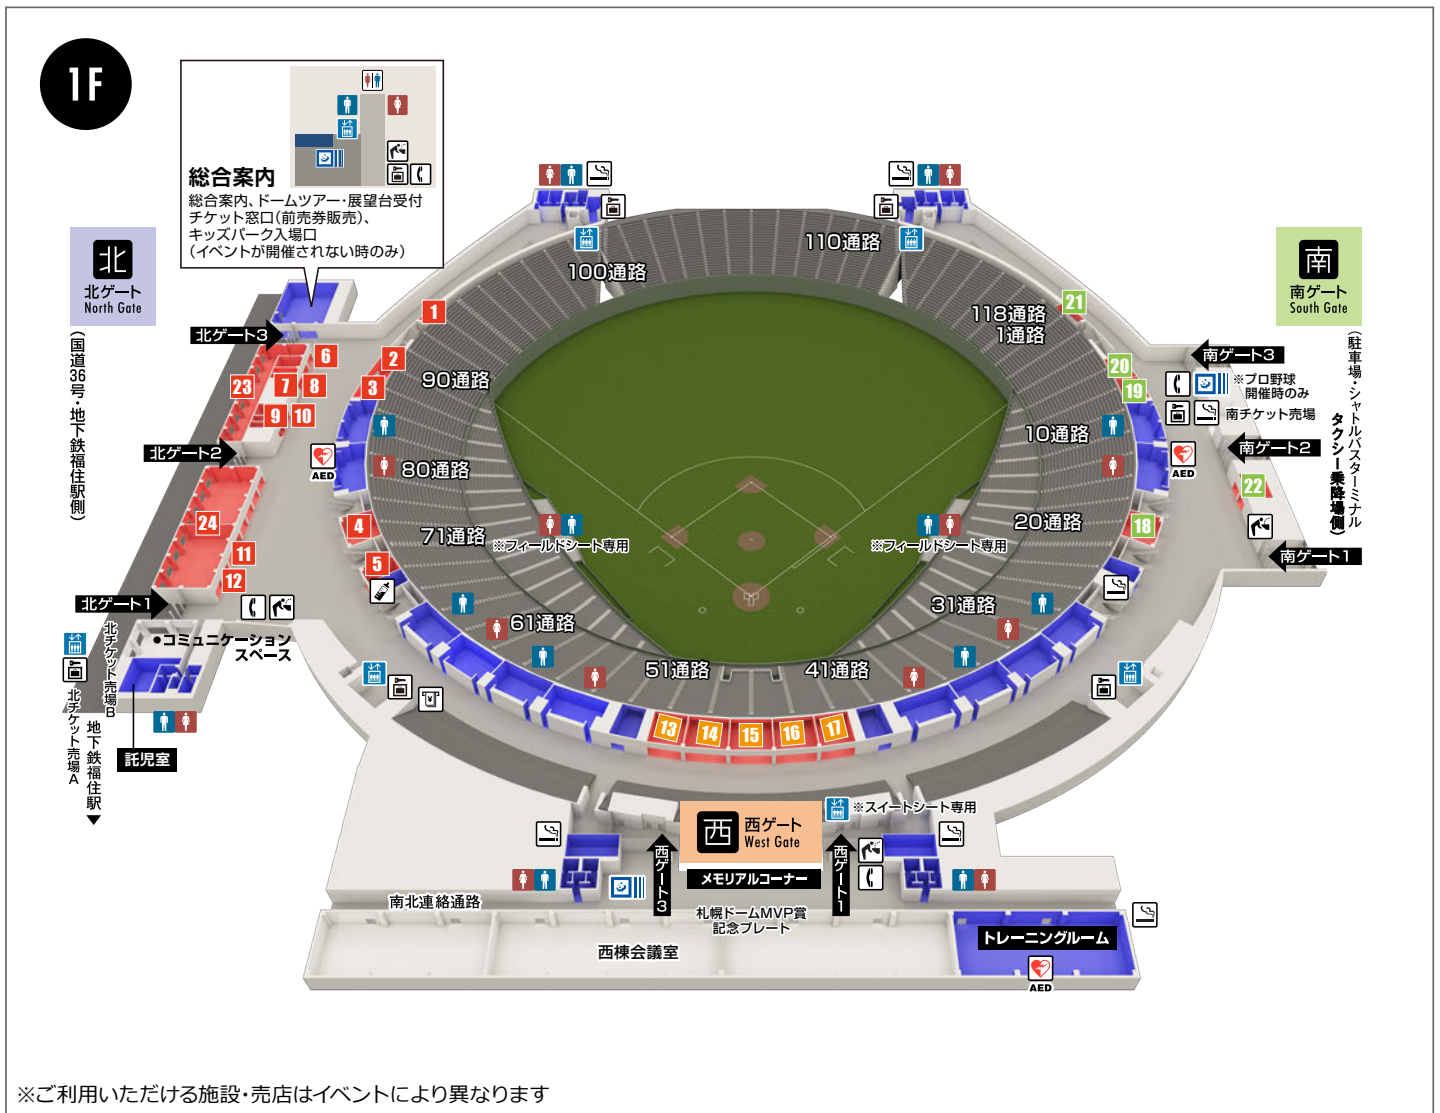 1F
総合案内
総合案内、ドームツアー・展望台受付
チケット窓口(前売券販売)、
キッズパーク入場口
(イベントが開催されない時のみ)
北
北ゲート
North Gate
(国道36号・地下鉄福住駅側)
南
南ゲート
South Gate
(駐車場・シャトルバスターミナル
タクシー乗降場側)
110通路
100通路
118通路
1通路
90通路
10通路
80通路
20通路
71通路
31通路
61通路
51通路
41通路
北ゲート3
北ゲート2
北ゲート1
南ゲート3
※プロ野球
開催時のみ
南チケット売場
南ゲート2
南ゲート1
1
2
3
4
5
6
7
8
9
10
11
12
13
14
15
16
17
18
19
20
21
22
23
24
AED
AED
※フィールドシート専用
※フィールドシート専用
●コミュニケーション
スペース
北チケット売場B
北チケット売場A
地下鉄福住駅▼
託児室
西
西ゲート
West Gate
※スイートシート専用
西ゲート3
西ゲート1
メモリアルコーナー
札幌ドームMVP賞
記念プレート
南北連絡通路
西棟会議室
トレーニングルーム
AED
※ご利用いただける施設・売店はイベントにより異なります